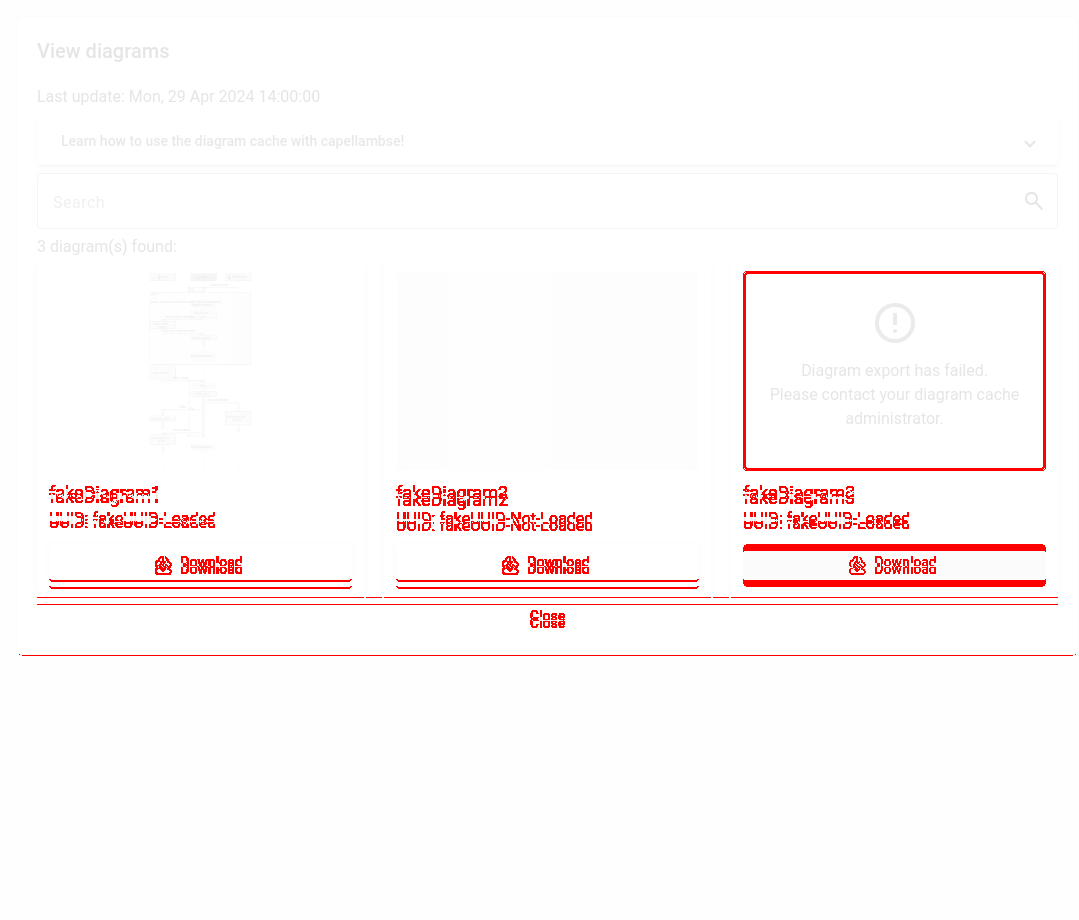 View diagrams
Last update: Mon, 29 Apr 2024 14:00:00
Learn how to use the diagram cache with capellambse!
Search
3 diagram(s) found:
Diagram export has failed.
Please contact your diagram cache
administrator.
fakeDiagram1
fakeDiagram2
fakeDiagram3
UUID: fakeUUID-Loaded
UUID: fakeUUID-Not-Loaded
UUID: fakeUUID-Loaded
Download
Download
Download
Close